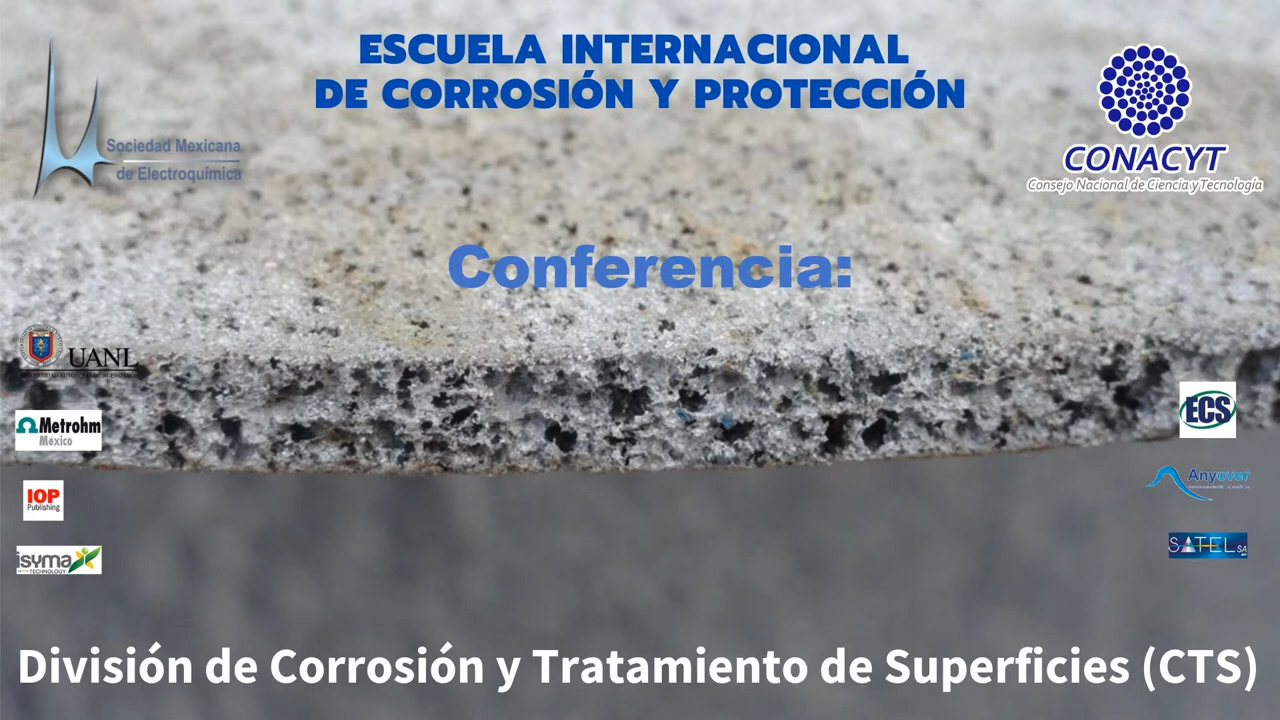 ESCUELA INTERNACIONAL
DE CORROSIÓN Y PROTECCIÓN
Sociedad Mexicana
de Electroquímica
CONACYT
Consejo Nacional de Ciencia y Tecnología
Conferencia:
UANL
Metrohm
México
IOP
Publishing
isyma
TECHNOLOGY
ECS
Anyover
SATEL SA
División de Corrosión y Tratamiento de Superficies (CTS)